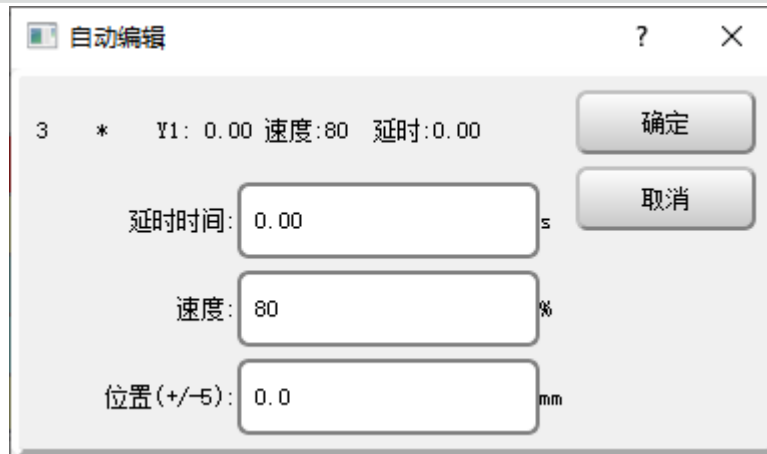 自动编辑 ?
3 * Y1: 0.00 速度:80 延时:0.00
确定
取消
延时时间: 0.00 s
速度: 80 %
位置(+/-5): 0.0 mm